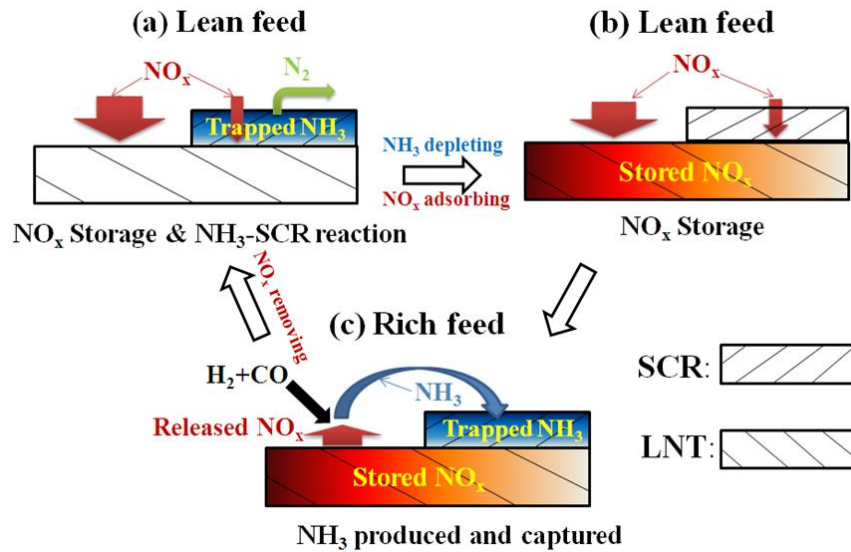 (a) Lean feed
NOₓ
N₂
Trapped NH₃
NOₓ Storage & NH₃-SCR reaction
NH₃ depleting
NOₓ adsorbing
(b) Lean feed
NOₓ
Stored NOₓ
NOₓ Storage
NOₓ removing
(c) Rich feed
H₂+CO
NH₃
Released NOₓ
Trapped NH₃
Stored NOₓ
NH₃ produced and captured
SCR:
LNT: